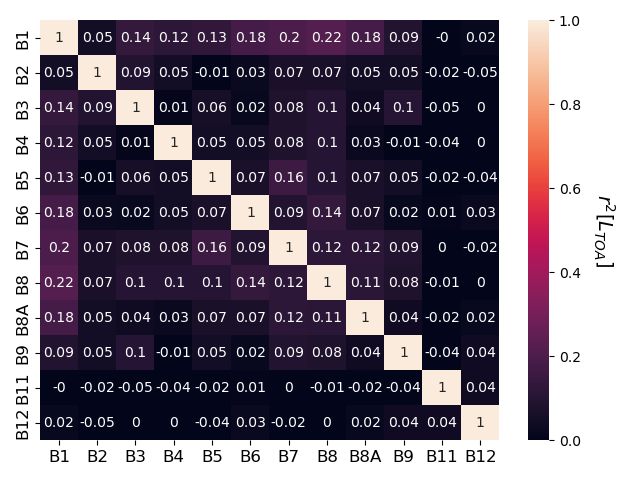 B1 1 0.05 0.14 0.12 0.13 0.18 0.2 0.22 0.18 0.09 -0 0.02
B2 0.05 1 0.09 0.05 -0.01 0.03 0.07 0.07 0.05 0.05 -0.02 -0.05
B3 0.14 0.09 1 0.01 0.06 0.02 0.08 0.1 0.04 0.1 -0.05 0
B4 0.12 0.05 0.01 1 0.05 0.05 0.08 0.1 0.03 -0.01 -0.04 0
B5 0.13 -0.01 0.06 0.05 1 0.07 0.16 0.1 0.07 0.05 -0.02 -0.04
B6 0.18 0.03 0.02 0.05 0.07 1 0.09 0.14 0.07 0.02 0.01 0.03
B7 0.2 0.07 0.08 0.08 0.16 0.09 1 0.12 0.12 0.09 0 -0.02
B8 0.22 0.07 0.1 0.1 0.1 0.14 0.12 1 0.11 0.08 -0.01 0
B8A 0.18 0.05 0.04 0.03 0.07 0.07 0.12 0.11 1 0.04 -0.02 0.02
B9 0.09 0.05 0.1 -0.01 0.05 0.02 0.09 0.08 0.04 1 -0.04 0.04
B11 -0 -0.02 -0.05 -0.04 -0.02 0.01 0 -0.01 -0.02 -0.04 1 0.04
B12 0.02 -0.05 0 0 -0.04 0.03 -0.02 0 0.02 0.04 0.04 1
B1 B2 B3 B4 B5 B6 B7 B8 B8A B9 B11 B12
1.0
0.8
0.6
0.4
0.2
0.0
r²[L_TOA]